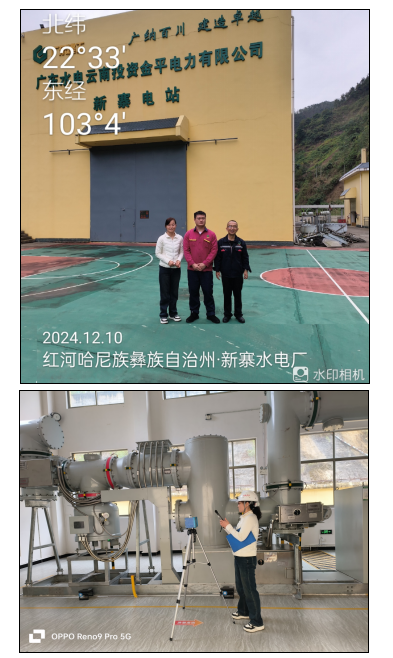 北纬
22°33'
东经
103°4'
广纳百川 建造卓越
广东水电云南投资金平电力有限公司
新寨电站
2024.12.10
红河哈尼族彝族自治州·新寨水电厂
水印相机
OPPO Reno9 Pro 5G